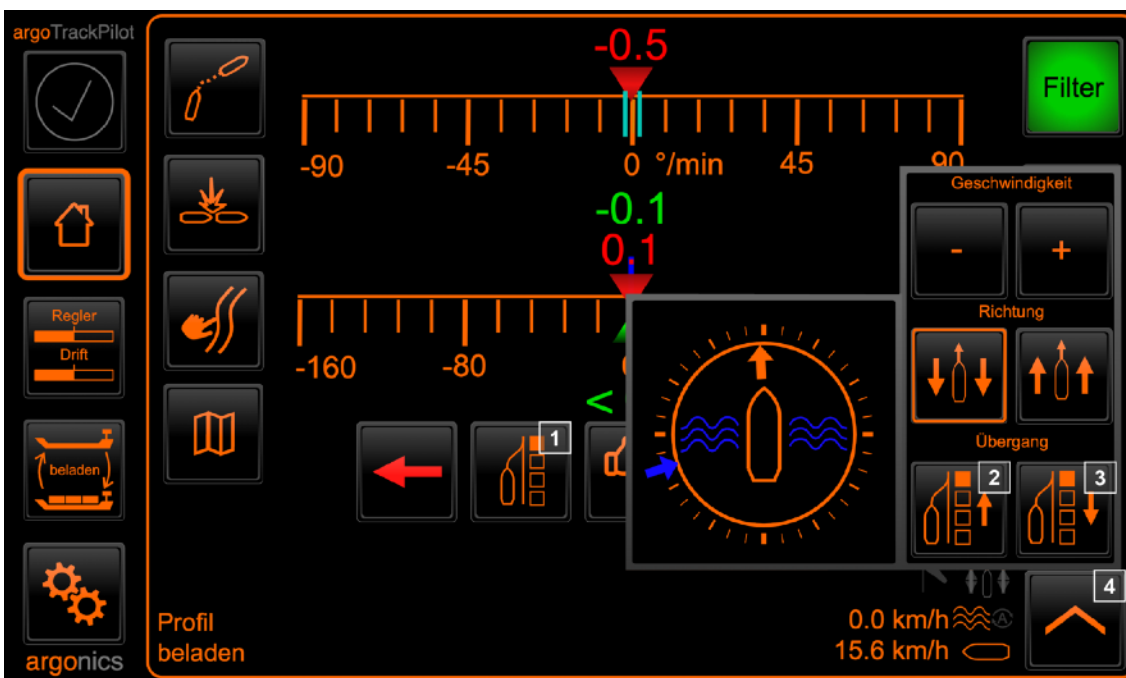 argoTrackPilot
-0.5
Filter
-90 -45 0 °/min 45 90
Geschwindigkeit
-0.1
- +
0.1
Regler
Richtung
Drift
-160 -80
<
Übergang
1
2 3
beladen
4
Profil
0.0 km/h A
beladen
15.6 km/h
argonics